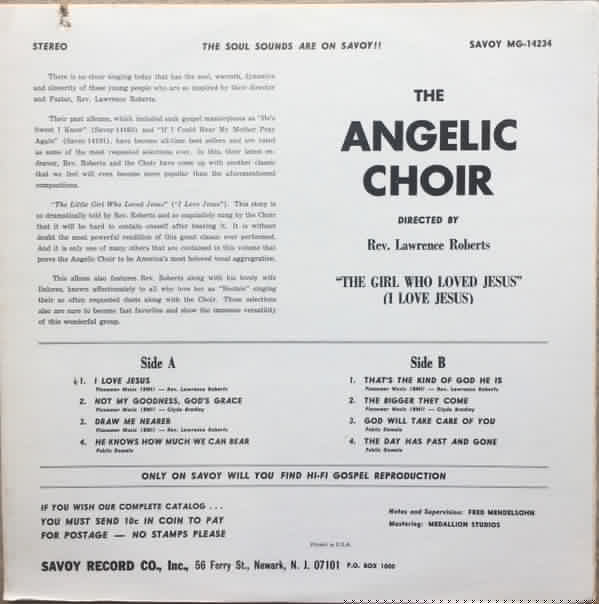 STEREO
THE SOUL SOUNDS ARE ON SAVOY!!
SAVOY MG-14234
There is no choir singing today that has the soul, warmth, dynamics
and sincerity of these young people who are so inspired by their director
and Pastor, Rev. Lawrence Roberts.
Their past albums, which included such gospel masterpieces as "It's
Sweet I Know" and "If I Could Hear My Mother Pray
Again" have become all-time best sellers and are rated
as some of the most requested selections ever. In this, their latest en-
deavor, Rev. Roberts and the Choir have come up with another classic
that we feel will even become more popular than the aforementioned
compositions.
"The Little Girl Who Loved Jesus" ("I Love Jesus"). This story is
so dramatically told by Rev. Roberts and so exquisitely sung by the Choir
that it will be hard to contain oneself after hearing it. It is without
doubt the most powerful rendition of this great classic ever performed.
And it is only one of many others that are contained in this volume that
prove the Angelic Choir to be America's most beloved vocal aggregation.
This album also features Rev. Roberts along with his lovely wife
Delores, known affectionately to all who love her as "Bootsie" singing
their so often requested duets along with the Choir. These selections
also are sure to become fast favorites and show the immense versatility
of this wonderful group.
THE
ANGELIC
CHOIR
DIRECTED BY
Rev. Lawrence Roberts
"THE GIRL WHO LOVED JESUS"
(I LOVE JESUS)
Side A
1. I LOVE JESUS
Planemar Music (BMI) — Rev. Lawrence Roberts
2. NOT MY GOODNESS, GOD'S GRACE
Planemar Music (BMI) — Clyde Bradley
3. DRAW ME NEARER
Planemar Music (BMI) — Rev. Lawrence Roberts
4. HE KNOWS HOW MUCH WE CAN BEAR
Public Domain
Side B
1. THAT'S THE KIND OF GOD HE IS
Planemar Music (BMI) — Rev. Lawrence Roberts
2. THE BIGGER THEY COME
Planemar Music (BMI) — Clyde Bradley
3. GOD WILL TAKE CARE OF YOU
Public Domain
4. THE DAY HAS PAST AND GONE
Public Domain
ONLY ON SAVOY WILL YOU FIND HI-FI GOSPEL REPRODUCTION
IF YOU WISH OUR COMPLETE CATALOG . . .
YOU MUST SEND 10c IN COIN TO PAY
FOR POSTAGE — NO STAMPS PLEASE
Notes and Supervision: FRED MENDELSOHN
Mastering: MEDALLION STUDIOS
Printed in U.S.A.
SAVOY RECORD CO., Inc., 56 Ferry St., Newark, N. J. 07101 P.O. BOX 1000